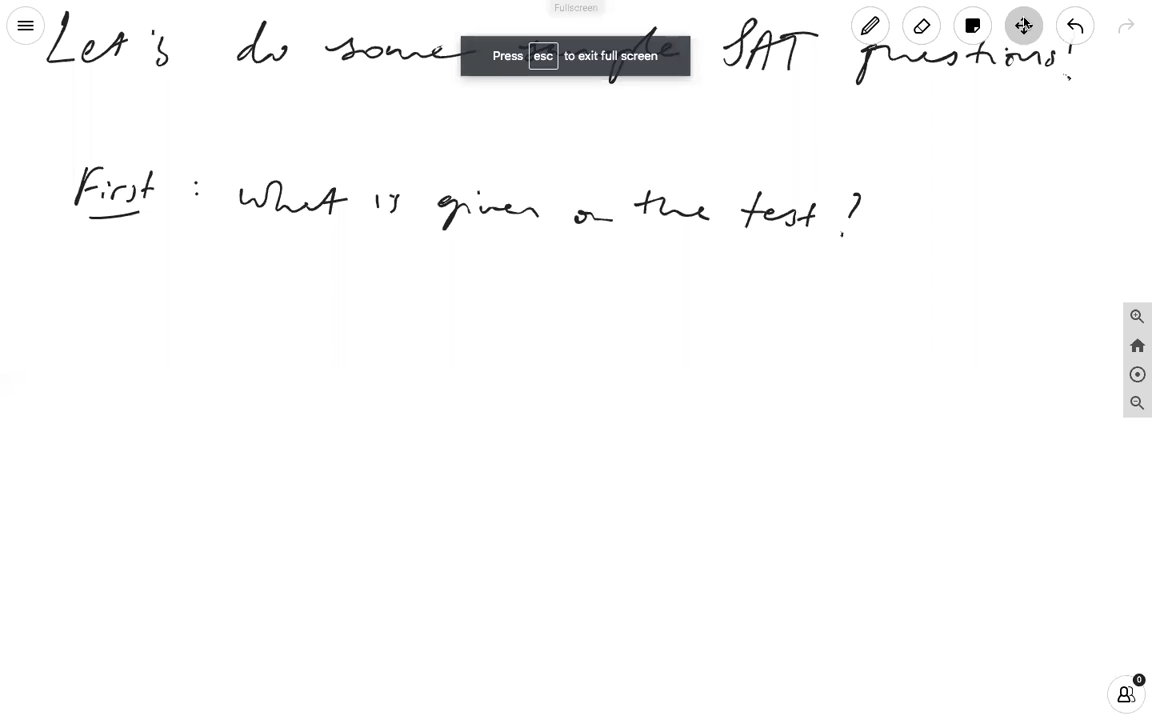 Fullscreen
Let's do some SAT questions!
Press esc to exit full screen
First : What is given on the test ?
0